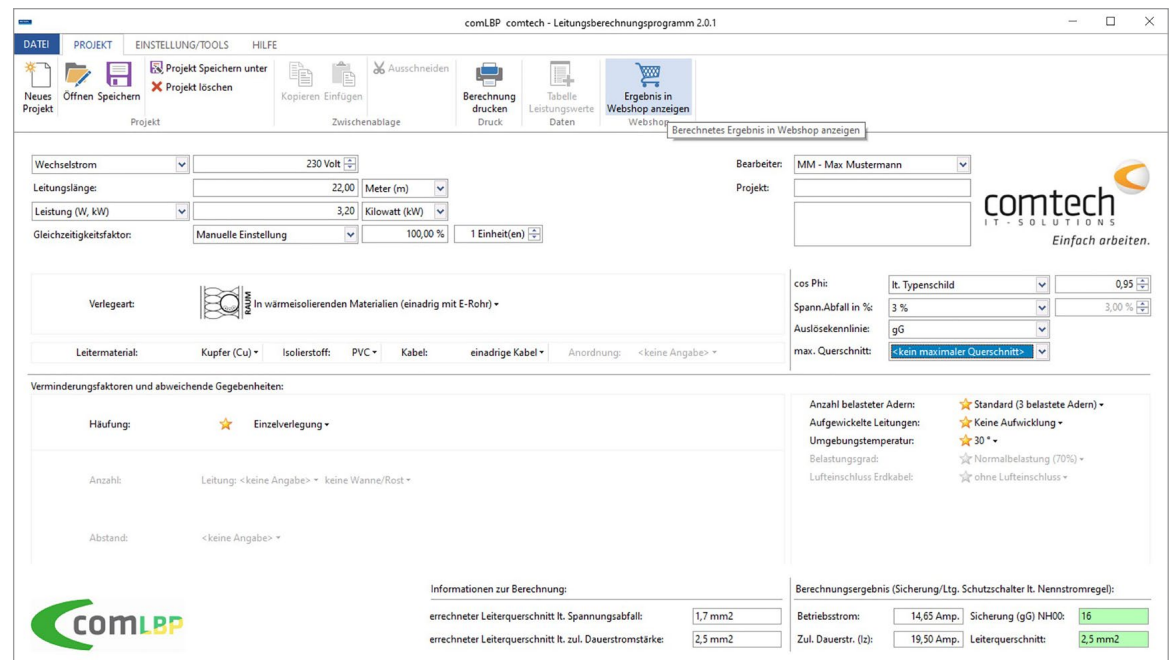 comLBP comtech - Leitungsberechnungsprogramm 2.0.1
DATEI PROJEKT EINSTELLUNG/TOOLS HILFE
Neues Projekt Öffnen Speichern Projekt Speichern unter Kopieren Einfügen Ausschneiden Berechnung drucken Tabelle Leistungswerte Ergebnis in Webshop anzeigen
Projekt löschen
Projekt Zwischenablage Druck Daten Webshop
Berechnetes Ergebnis in Webshop anzeigen
Wechselstrom 230 Volt Bearbeiter: MM - Max Mustermann
Leitungslänge: 22,00 Meter (m) Projekt:
Leistung (W, kW) 3,20 Kilowatt (kW)
Gleichzeitigkeitsfaktor: Manuelle Einstellung 100,00 % 1 Einheit(en)
comtech
IT - SOLUTIONS
Einfach arbeiten.
Verlegeart: RAUM In wärmeisolierenden Materialien (einadrig mit E-Rohr)
Leitermaterial: Kupfer (Cu) Isolierstoff: PVC Kabel: einadrige Kabel Anordnung: <keine Angabe>
cos Phi: lt. Typenschild 0,95
Spann.Abfall in %: 3 % 3,00 %
Auslösekennlinie: gG
max. Querschnitt: <kein maximaler Querschnitt>
Verminderungsfaktoren und abweichende Gegebenheiten:
Häufung: Einzelverlegung
Anzahl: Leitung: <keine Angabe> keine Wanne/Rost
Abstand: <keine Angabe>
Anzahl belasteter Adern: Standard (3 belastete Adern)
Aufgewickelte Leitungen: Keine Aufwicklung
Umgebungstemperatur: 30 °
Belastungsgrad: Normalbelastung (70%)
Lufteinschluss Erdkabel: ohne Lufteinschluss
comLBP
Informationen zur Berechnung:
errechneter Leiterquerschnitt lt. Spannungsabfall: 1,7 mm2
errechneter Leiterquerschnitt lt. zul. Dauerstromstärke: 2,5 mm2
Berechnungsergebnis (Sicherung/Ltg. Schutzschalter lt. Nennstromregel):
Betriebsstrom: 14,65 Amp. Sicherung (gG) NH00: 16
Zul. Dauerstr. (Iz): 19,50 Amp. Leiterquerschnitt: 2,5 mm2